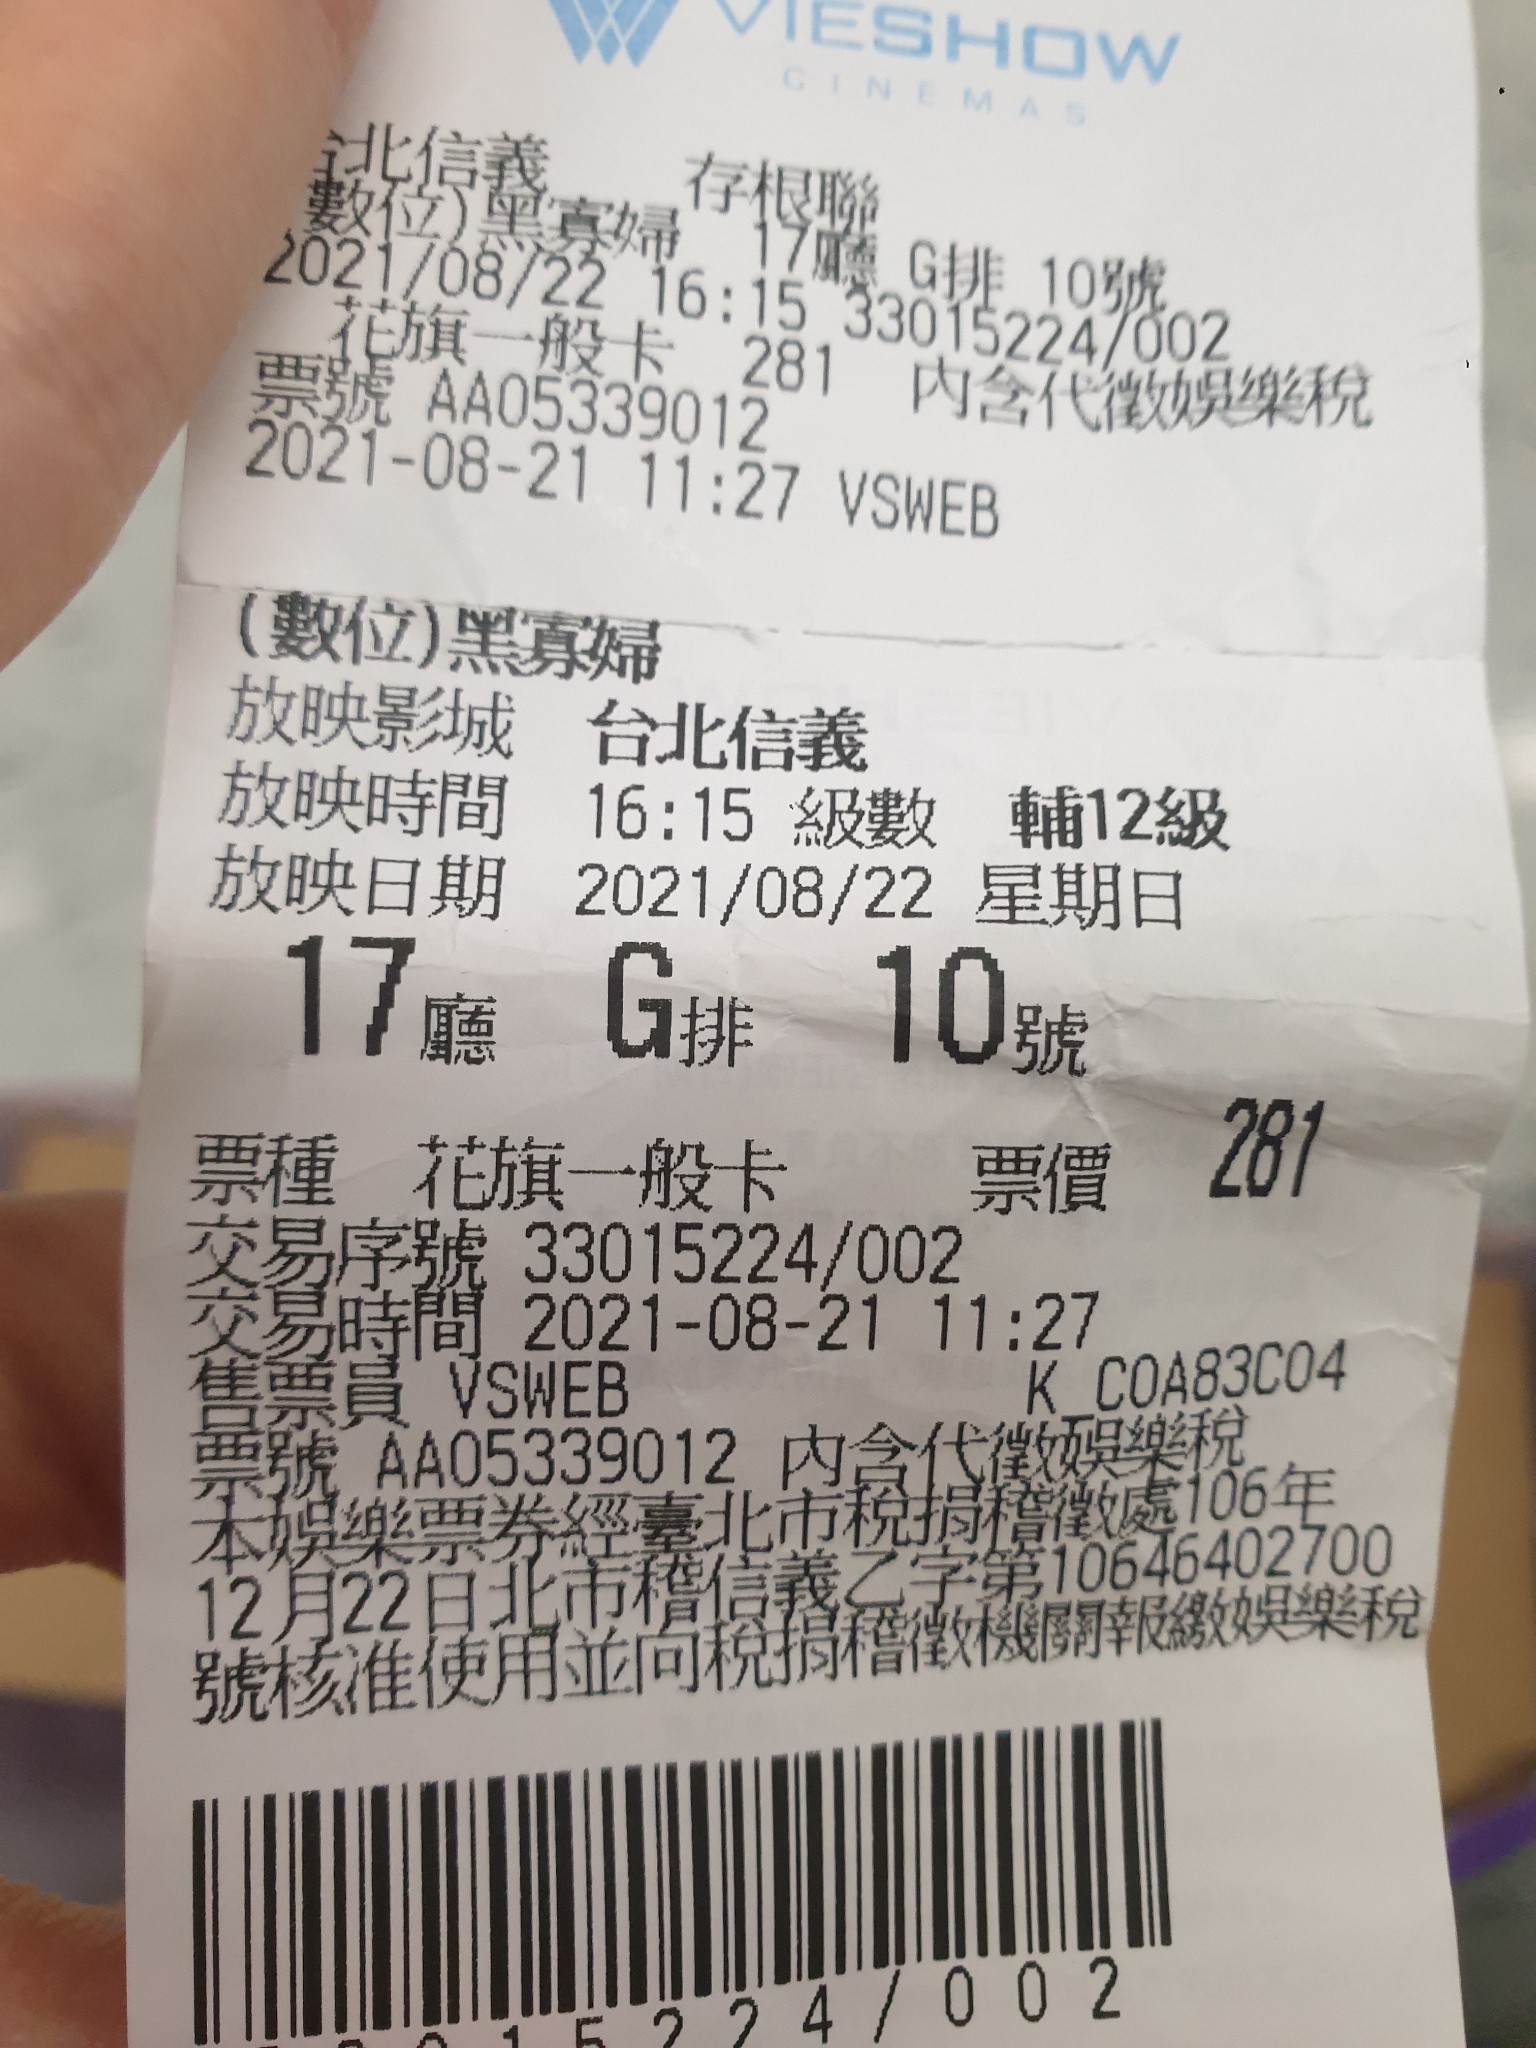 VIESHOW
CINEMAS
台北信義 存根聯
(數位)黑寡婦 17廳 G排 10號
2021/08/22 16:15 33015224/002
花旗一般卡 281 內含代徵娛樂稅
票號 AA05339012
2021-08-21 11:27 VSWEB
(數位)黑寡婦
放映影城 台北信義
放映時間 16:15 級數 輔12級
放映日期 2021/08/22 星期日
17廳 G排 10號
票種 花旗一般卡 票價 281
交易序號 33015224/002
交易時間 2021-08-21 11:27
售票員 VSWEB K C0A83C04
票號 AA05339012 內含代徵娛樂稅
本娛樂票券經臺北市稅捐稽徵處106年
12月22日北市稽信義乙字第10646402700
號核准使用並向稅捐稽徵機關報繳娛樂稅
33015224/002